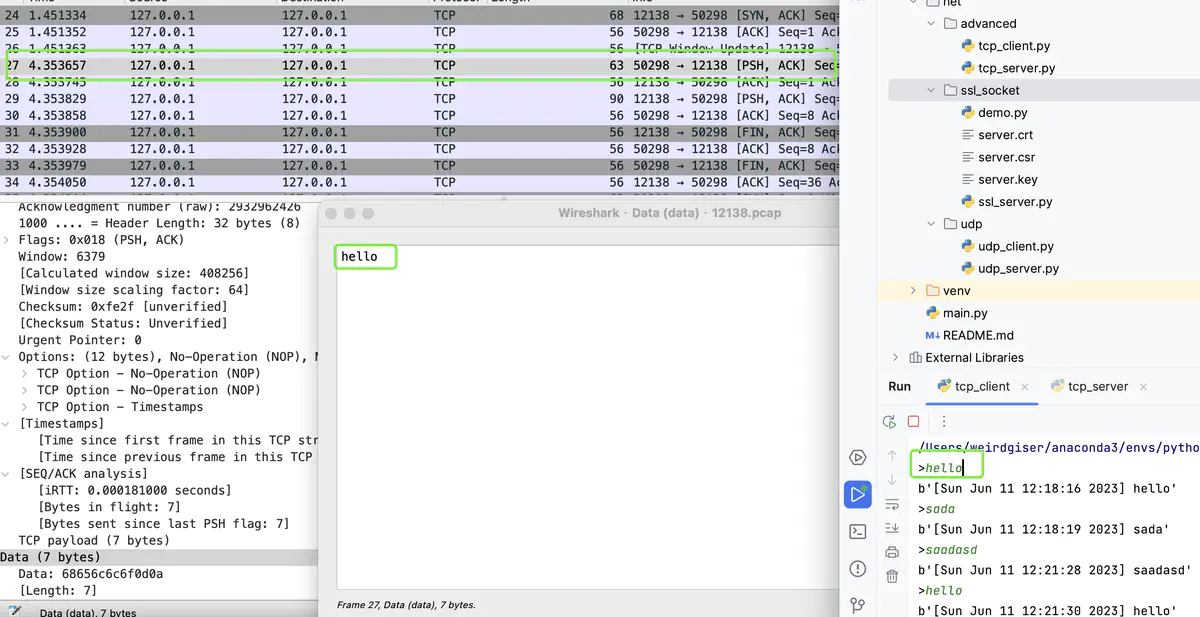 24 1.451334 127.0.0.1 127.0.0.1 TCP 68 12138 → 50298 [SYN, ACK] Seq=
25 1.451352 127.0.0.1 127.0.0.1 TCP 56 50298 → 12138 [ACK] Seq=1 Ac
26 1.451363 127.0.0.1 127.0.0.1 TCP 56 [TCP Window Update] 12138 →
27 4.353657 127.0.0.1 127.0.0.1 TCP 63 50298 → 12138 [PSH, ACK] Seq=
28 4.353745 127.0.0.1 127.0.0.1 TCP 56 12138 → 50298 [ACK] Seq=1 Ac
29 4.353829 127.0.0.1 127.0.0.1 TCP 90 12138 → 50298 [PSH, ACK] Seq=
30 4.353858 127.0.0.1 127.0.0.1 TCP 56 50298 → 12138 [ACK] Seq=8 Ac
31 4.353900 127.0.0.1 127.0.0.1 TCP 56 12138 → 50298 [FIN, ACK] Seq=
32 4.353928 127.0.0.1 127.0.0.1 TCP 56 50298 → 12138 [ACK] Seq=8 Ac
33 4.353979 127.0.0.1 127.0.0.1 TCP 56 50298 → 12138 [FIN, ACK] Seq=
34 4.354050 127.0.0.1 127.0.0.1 TCP 56 12138 → 50298 [ACK] Seq=36 Ac
Acknowledgment number (raw): 2932962426
1000 .... = Header Length: 32 bytes (8)
Flags: 0x018 (PSH, ACK)
Window: 6379
[Calculated window size: 408256]
[Window size scaling factor: 64]
Checksum: 0xfe2f [unverified]
[Checksum Status: Unverified]
Urgent Pointer: 0
Options: (12 bytes), No-Operation (NOP),
TCP Option - No-Operation (NOP)
TCP Option - No-Operation (NOP)
TCP Option - Timestamps
[Timestamps]
[Time since first frame in this TCP str
[Time since previous frame in this TCP
[SEQ/ACK analysis]
[iRTT: 0.000181000 seconds]
[Bytes in flight: 7]
[Bytes sent since last PSH flag: 7]
TCP payload (7 bytes)
Data (7 bytes)
Data: 68656c6c6f0d0a
[Length: 7]
Data (data), 7 bytes
Wireshark · Data (data) · 12138.pcap
hello
Frame 27, Data (data), 7 bytes.
net
advanced
tcp_client.py
tcp_server.py
ssl_socket
demo.py
server.crt
server.csr
server.key
ssl_server.py
udp
udp_client.py
udp_server.py
venv
main.py
M↓ README.md
External Libraries
Run tcp_client tcp_server
/Users/weirdgiser/anaconda3/envs/pytho
>hello
b'[Sun Jun 11 12:18:16 2023] hello'
>sada
b'[Sun Jun 11 12:18:19 2023] sada'
>saadasd
b'[Sun Jun 11 12:21:28 2023] saadasd'
>hello
b'[Sun Jun 11 12:21:30 2023] hello'